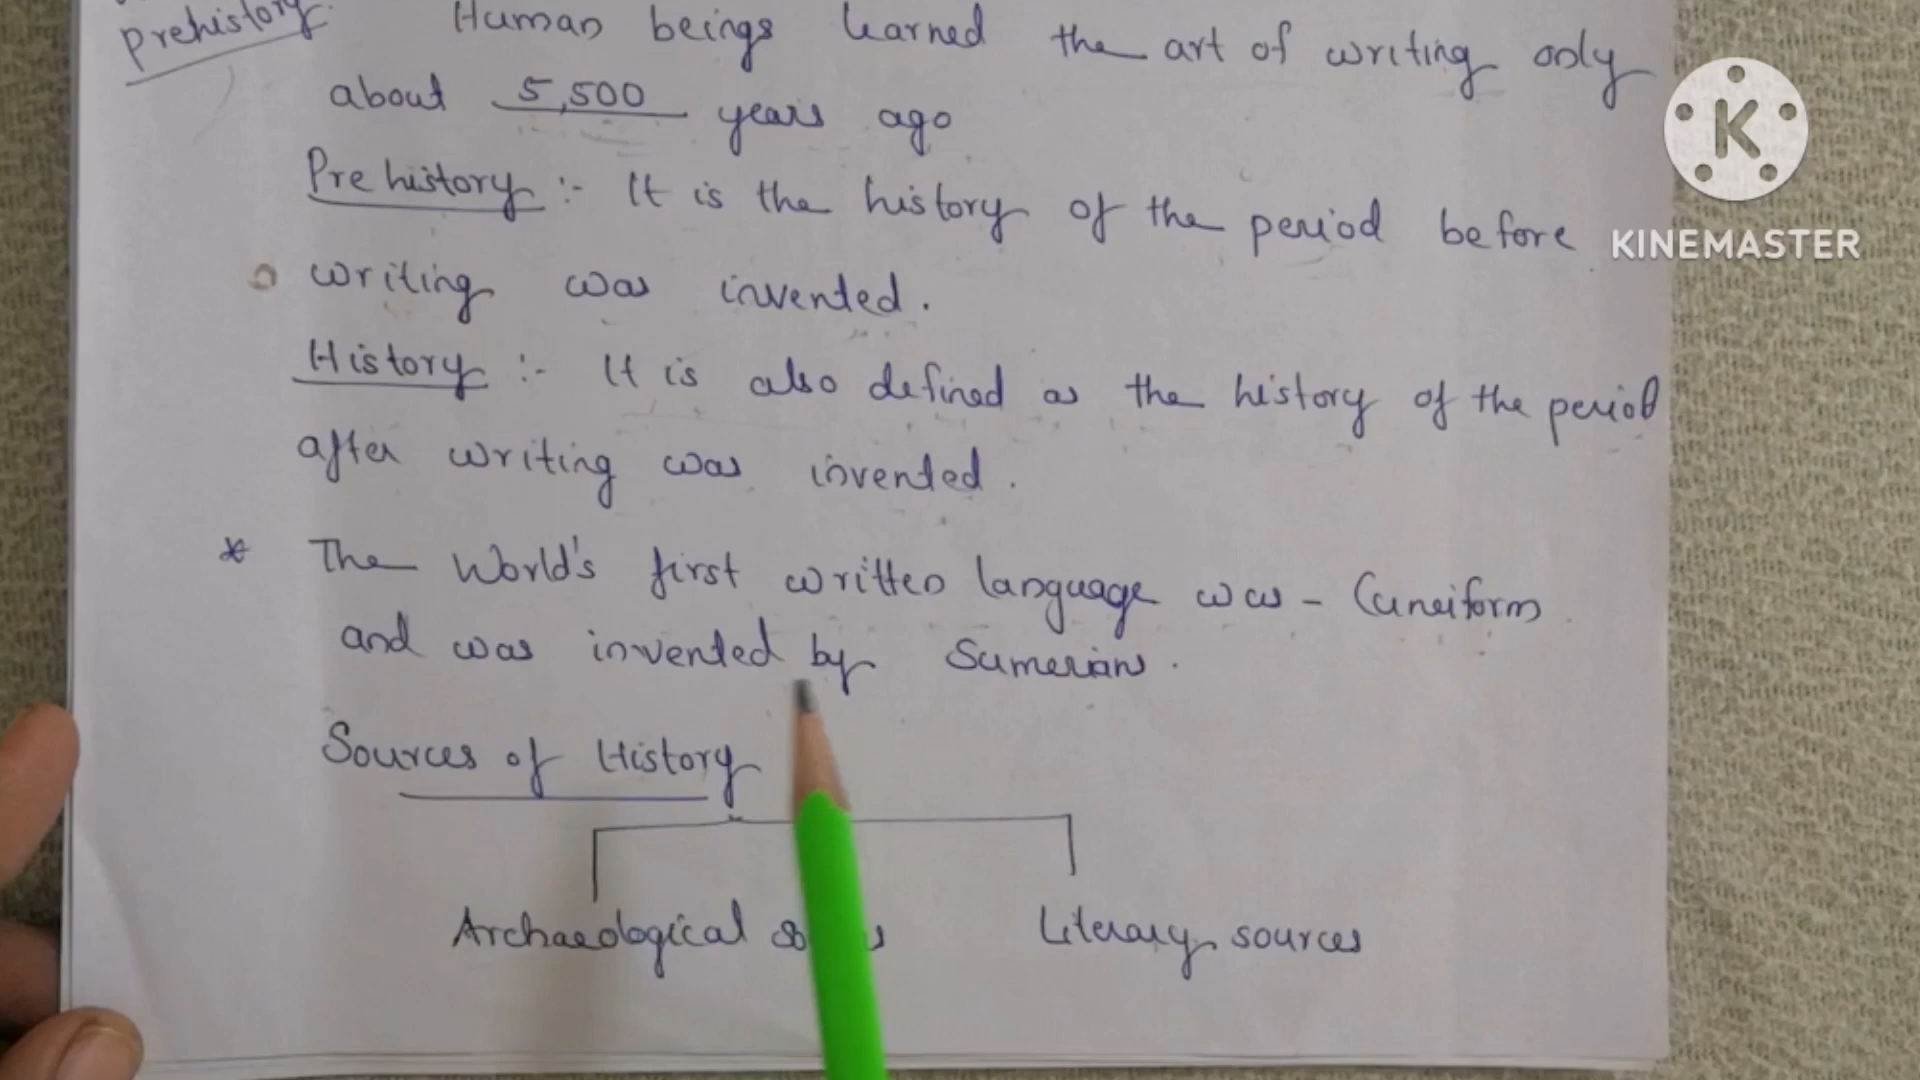 Prehistory
Human beings learned the art of writing only
about 5,500 years ago
Prehistory :- It is the history of the period before
writing was invented.
History :- It is also defined as the history of the period
after writing was invented.
* The World's first written language was - Cuneiform
and was invented by Sumerians.
Sources of History
Archaeological
Literary sources
K
KINEMASTER